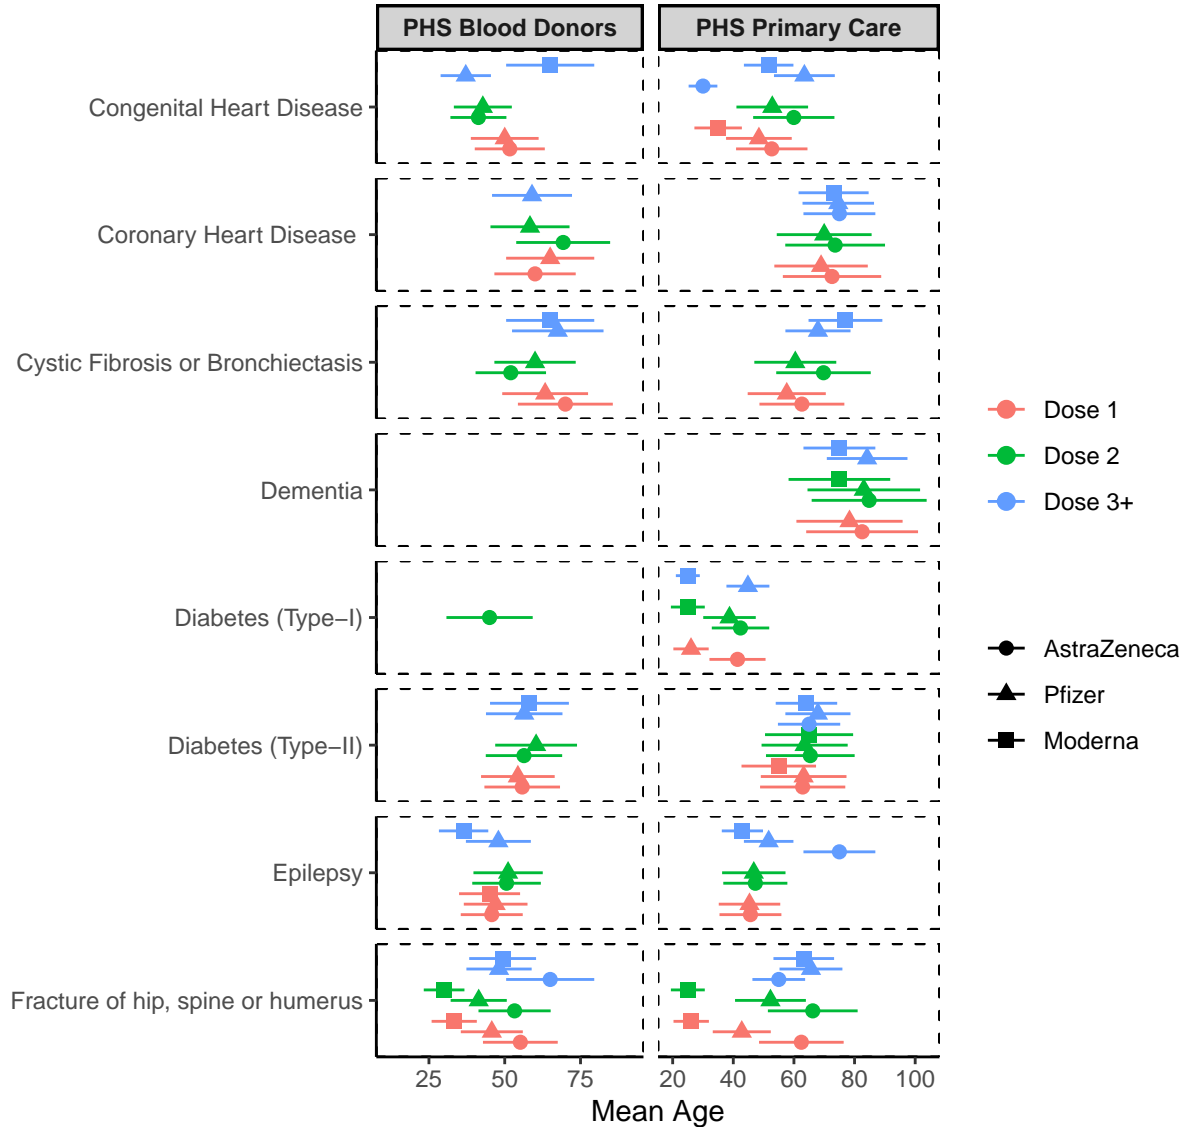 PHS Blood Donors
PHS Primary Care
Congenital Heart Disease
Coronary Heart Disease
Cystic Fibrosis or Bronchiectasis
Dementia
Diabetes (Type−I)
Diabetes (Type−II)
Epilepsy
Fracture of hip, spine or humerus
25 50 75
20 40 60 80 100
Mean Age
Dose 1
Dose 2
Dose 3+
AstraZeneca
Pfizer
Moderna